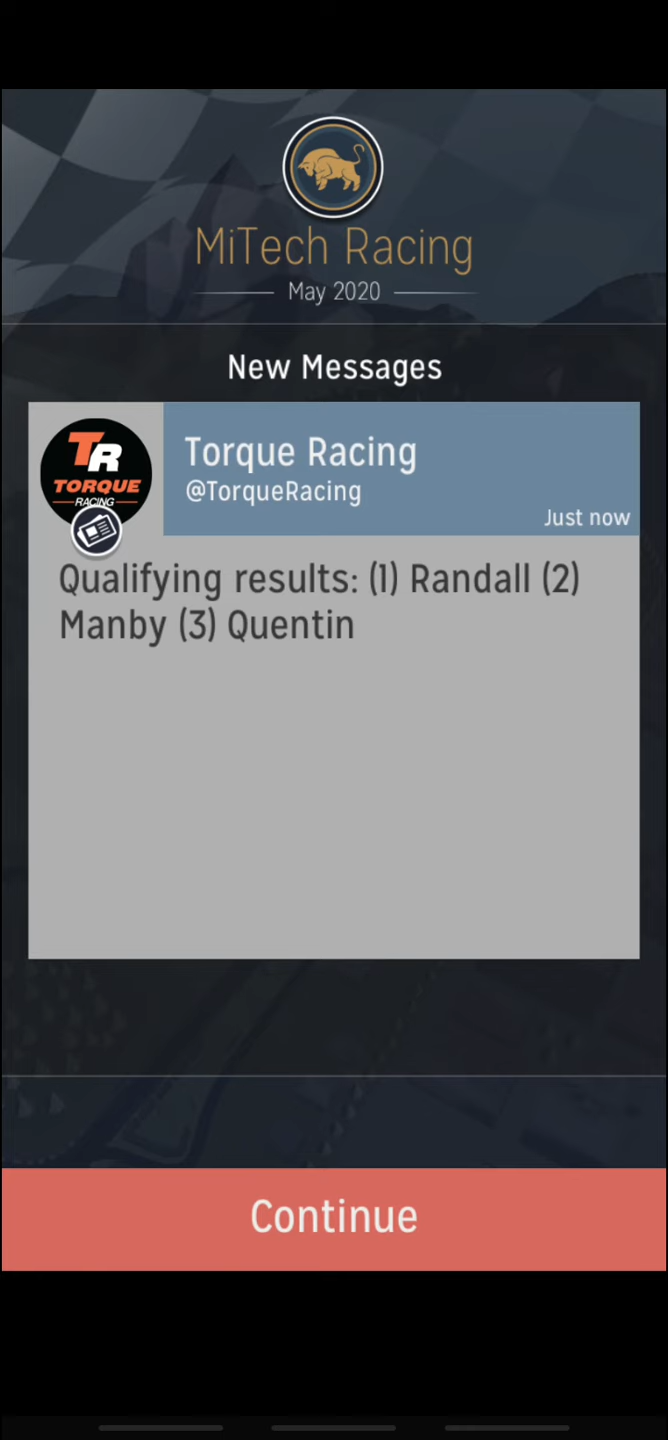 MiTech Racing
May 2020
New Messages
TR
TORQUE
RACING
Torque Racing
@TorqueRacing
Just now
Qualifying results: (1) Randall (2)
Manby (3) Quentin
Continue